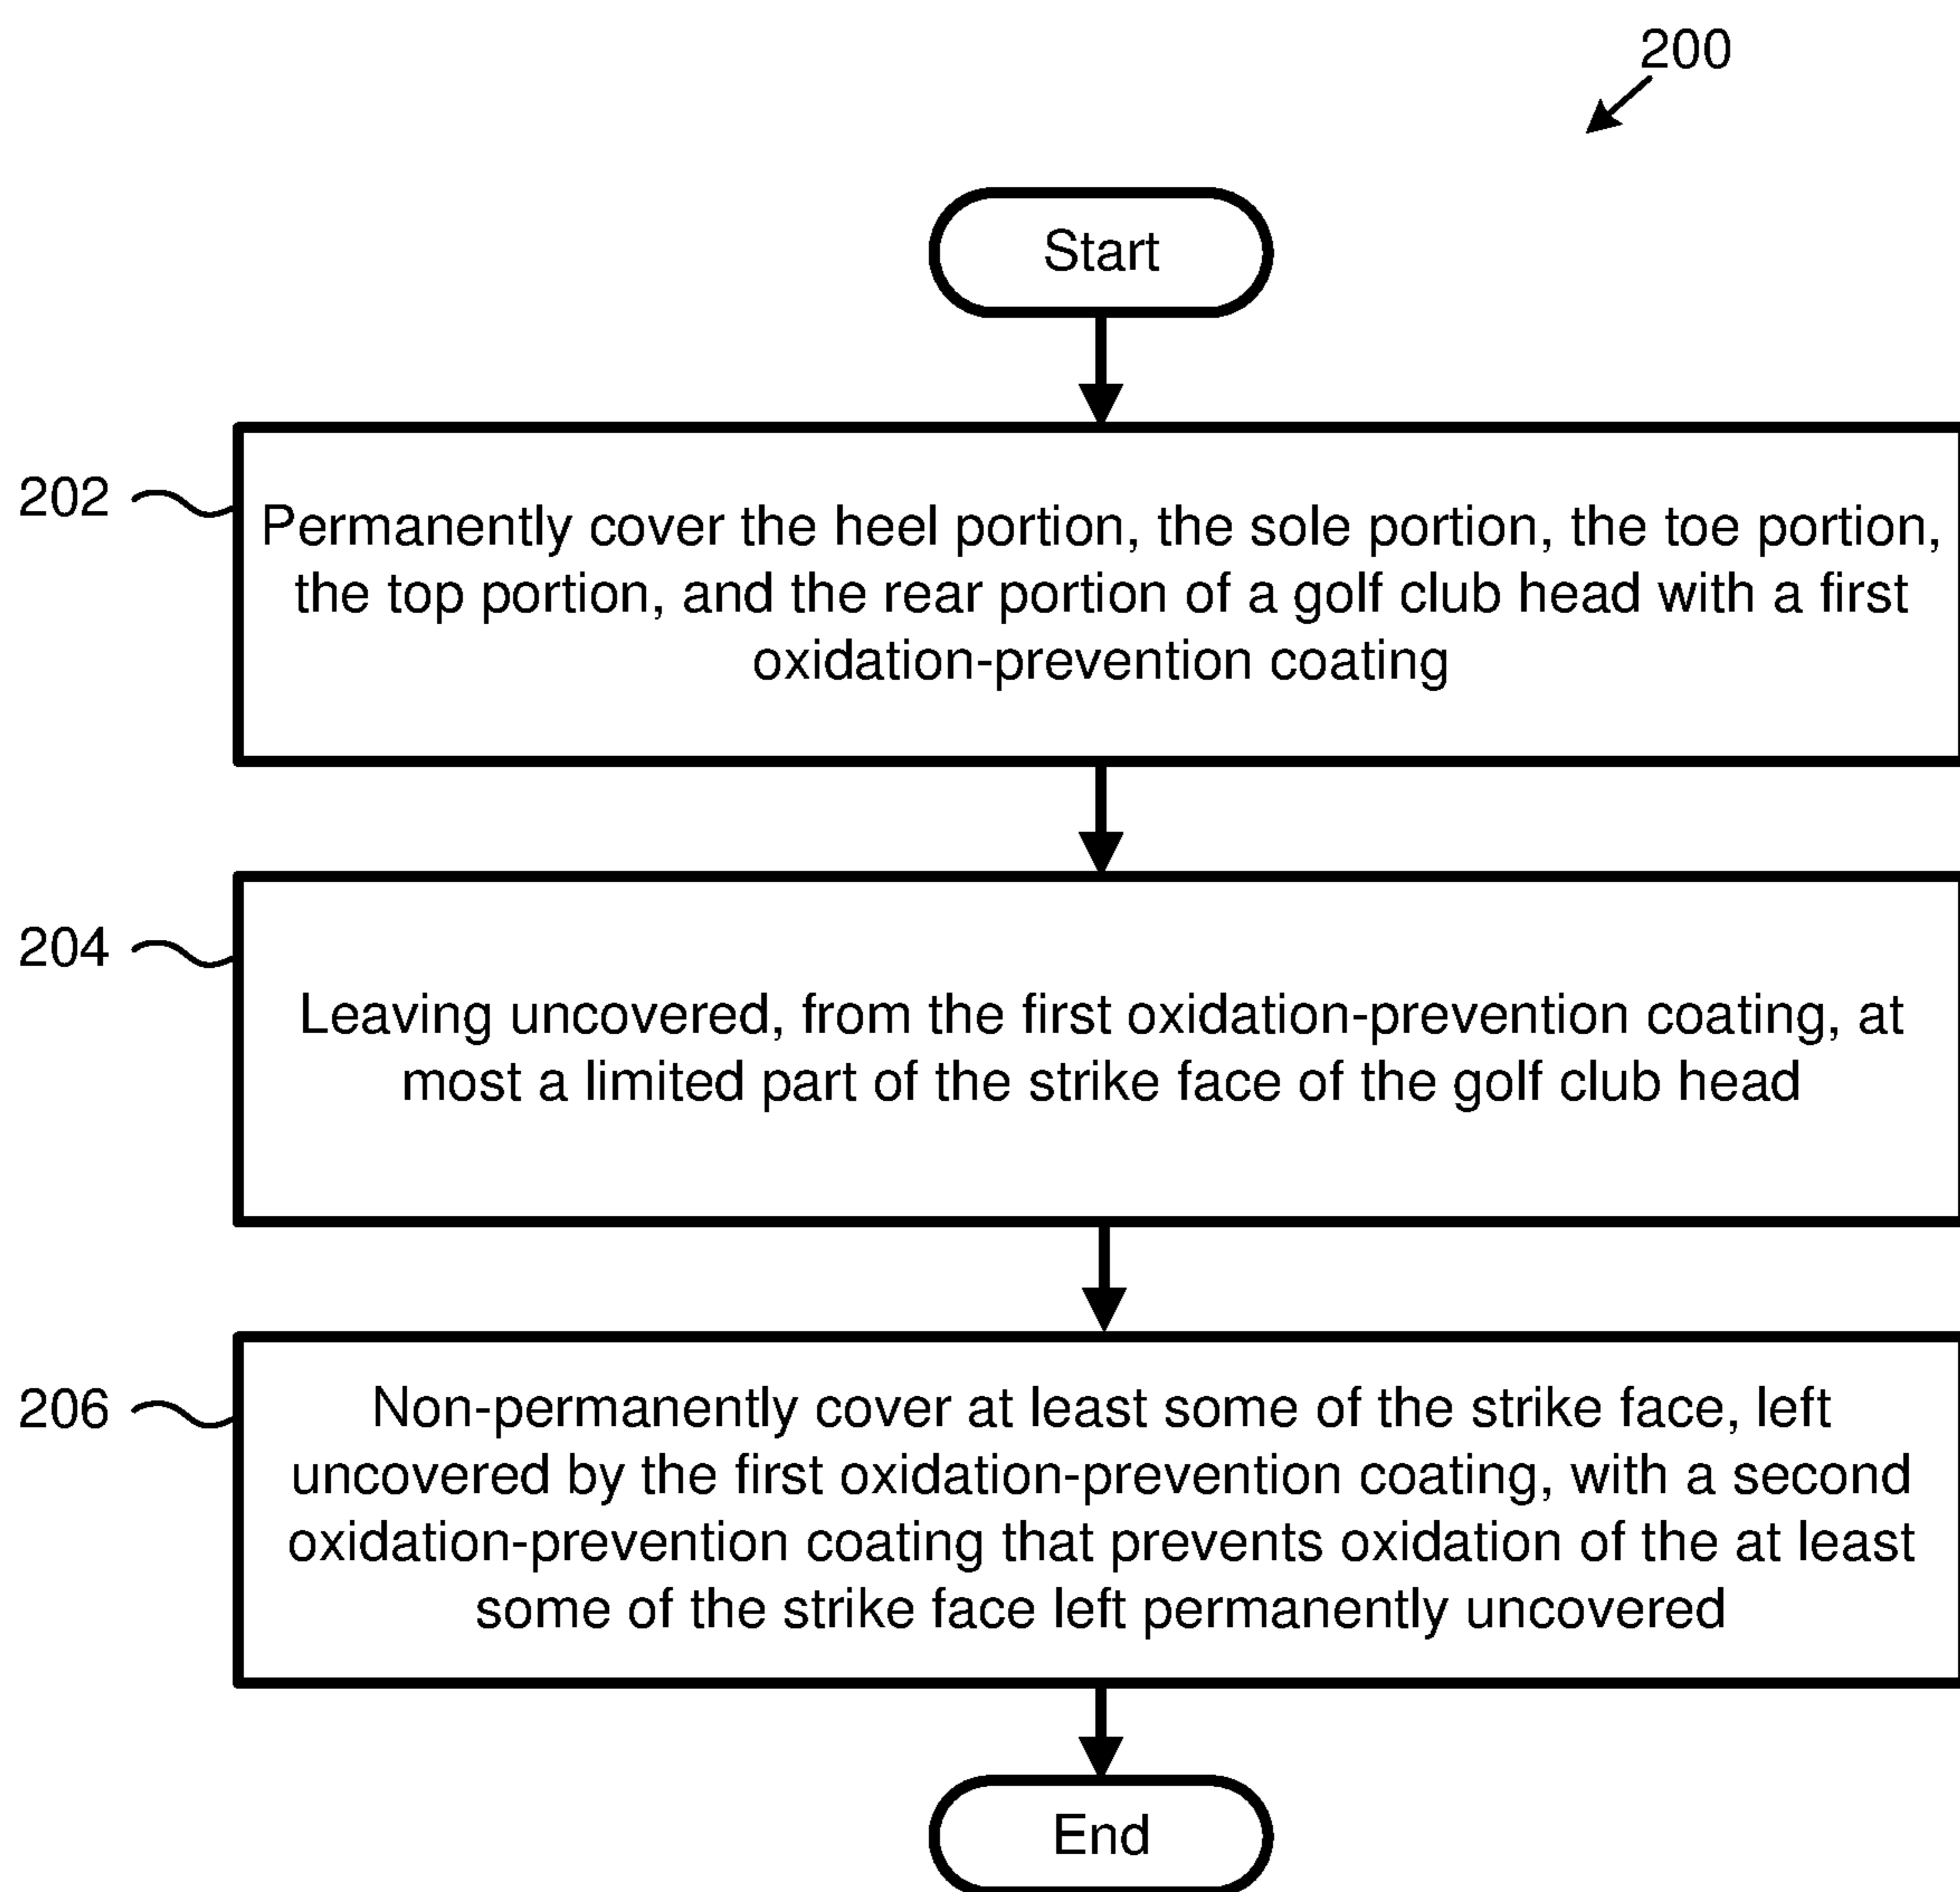 200
Start
202
Permanently cover the heel portion, the sole portion, the toe portion,
the top portion, and the rear portion of a golf club head with a first
oxidation-prevention coating
204
Leaving uncovered, from the first oxidation-prevention coating, at
most a limited part of the strike face of the golf club head
206
Non-permanently cover at least some of the strike face, left
uncovered by the first oxidation-prevention coating, with a second
oxidation-prevention coating that prevents oxidation of the at least
some of the strike face left permanently uncovered
End